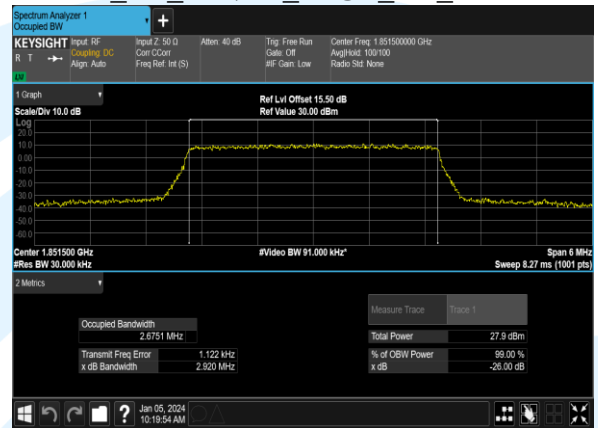 Spectrum Analyzer 1
Occupied BW
KEYSIGHT
R T
LV
Input: RF
Coupling: DC
Align: Auto
Input Z: 50 Ω
Corr CCorr
Freq Ref: Int (S)
Atten: 40 dB
Trig: Free Run
Gate: Off
#IF Gain: Low
Center Freq: 1.851500000 GHz
Avg|Hold: 100/100
Radio Std: None
1 Graph
Scale/Div 10.0 dB
Ref Lvl Offset 15.50 dB
Ref Value 30.00 dBm
Log
20.0
10.0
0.00
-10.0
-20.0
-30.0
-40.0
-50.0
-60.0
Center 1.851500 GHz
#Res BW 30.000 kHz
#Video BW 91.000 kHz*
Span 6 MHz
Sweep 8.27 ms (1001 pts)
2 Metrics
Measure Trace Trace 1
Occupied Bandwidth
2.6751 MHz
Total Power 27.9 dBm
Transmit Freq Error 1.122 kHz
% of OBW Power 99.00 %
x dB Bandwidth 2.920 MHz
x dB -26.00 dB
?
Jan 05, 2024
10:19:54 AM